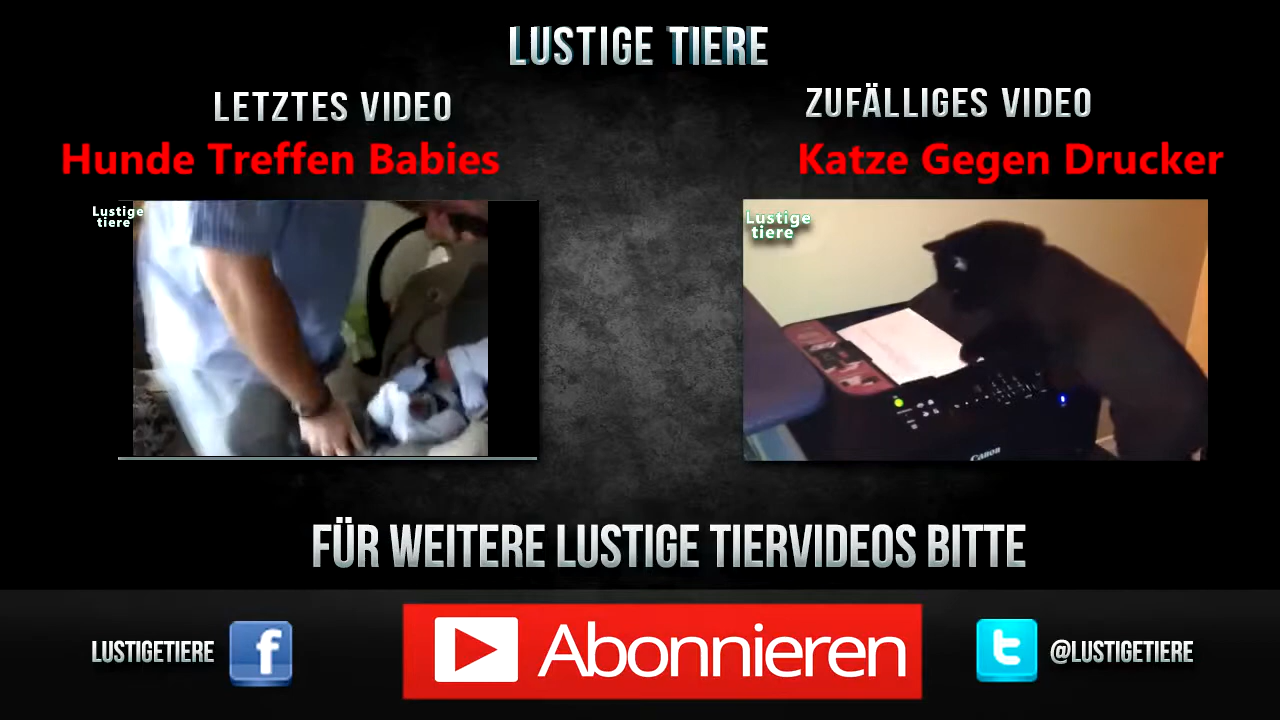 LUSTIGE TIERE
LETZTES VIDEO
Hunde Treffen Babies
Lustige
tiere
ZUFÄLLIGES VIDEO
Katze Gegen Drucker
Lustige
tiere
Canon
FÜR WEITERE LUSTIGE TIERVIDEOS BITTE
LUSTIGETIERE
f
Abonnieren
t
@LUSTIGETIERE